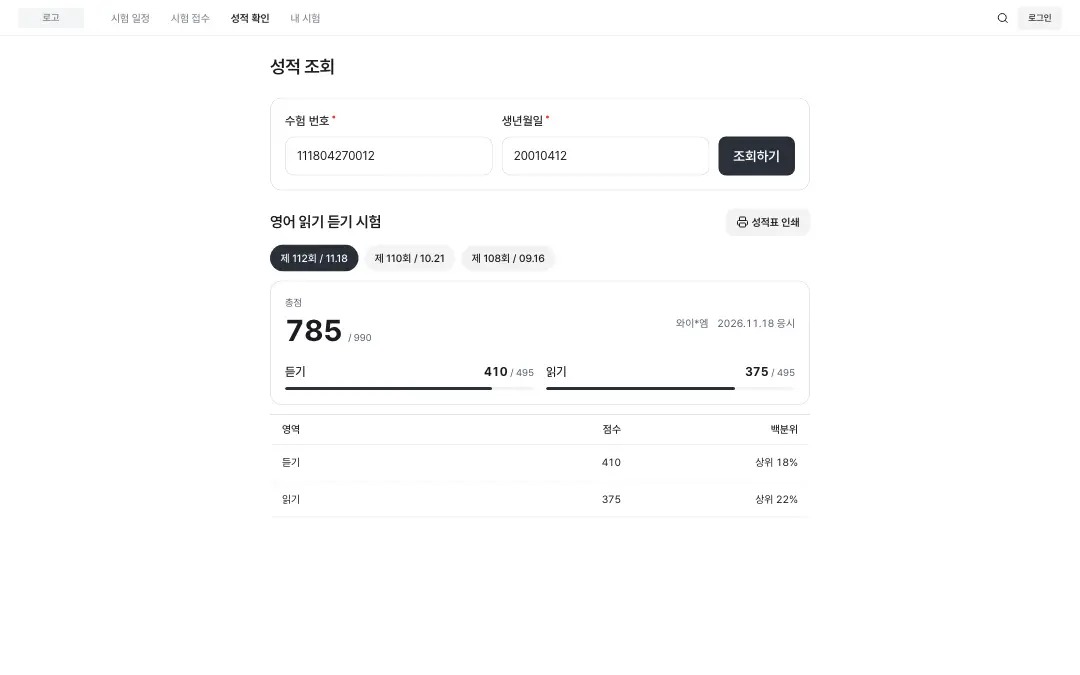 로고 시험 일정 시험 접수 성적 확인 내 시험 로그인
성적 조회
수험 번호 * 생년월일 *
111804270012 20010412 조회하기
영어 읽기 듣기 시험 성적표 인쇄
제 112회 / 11.18 제 110회 / 10.21 제 108회 / 09.16
총점
785 / 990 와이*엠 2026.11.18 응시
듣기 410 / 495 읽기 375 / 495
영역 점수 백분위
듣기 410 상위 18%
읽기 375 상위 22%